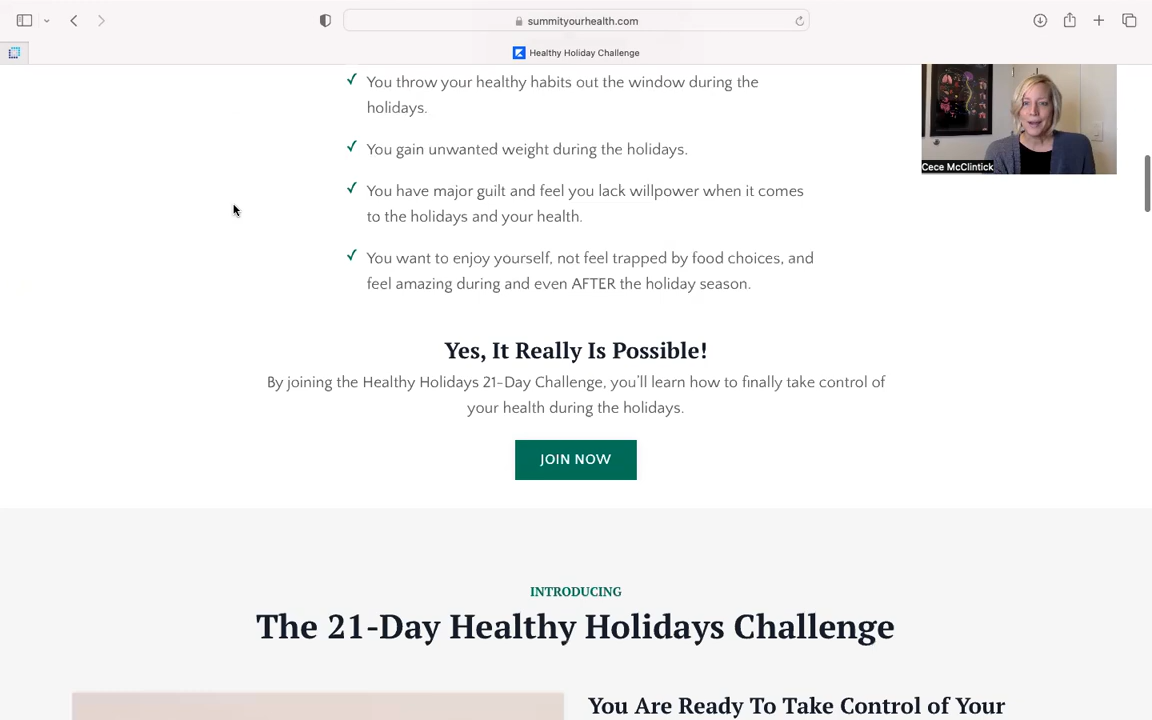 summityourhealth.com
Healthy Holiday Challenge
You throw your healthy habits out the window during the
holidays.
You gain unwanted weight during the holidays.
You have major guilt and feel you lack willpower when it comes
to the holidays and your health.
You want to enjoy yourself, not feel trapped by food choices, and
feel amazing during and even AFTER the holiday season.
Cece McClintick
Yes, It Really Is Possible!
By joining the Healthy Holidays 21-Day Challenge, you'll learn how to finally take control of
your health during the holidays.
JOIN NOW
INTRODUCING
The 21-Day Healthy Holidays Challenge
You Are Ready To Take Control of Your